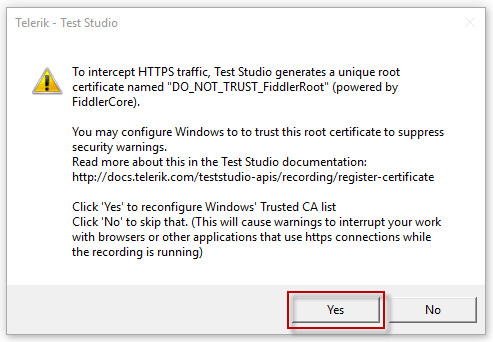 Telerik - Test Studio
To intercept HTTPS traffic, Test Studio generates a unique root
certificate named "DO_NOT_TRUST_FiddlerRoot" (powered by
FiddlerCore).
You may configure Windows to to trust this root certificate to suppress
security warnings.
Read more about this in the Test Studio documentation:
http://docs.telerik.com/teststudio-apis/recording/register-certificate
Click 'Yes' to reconfigure Windows' Trusted CA list
Click 'No' to skip that. (This will cause warnings to interrupt your work
with browsers or other applications that use https connections while
the recording is running)
Yes No